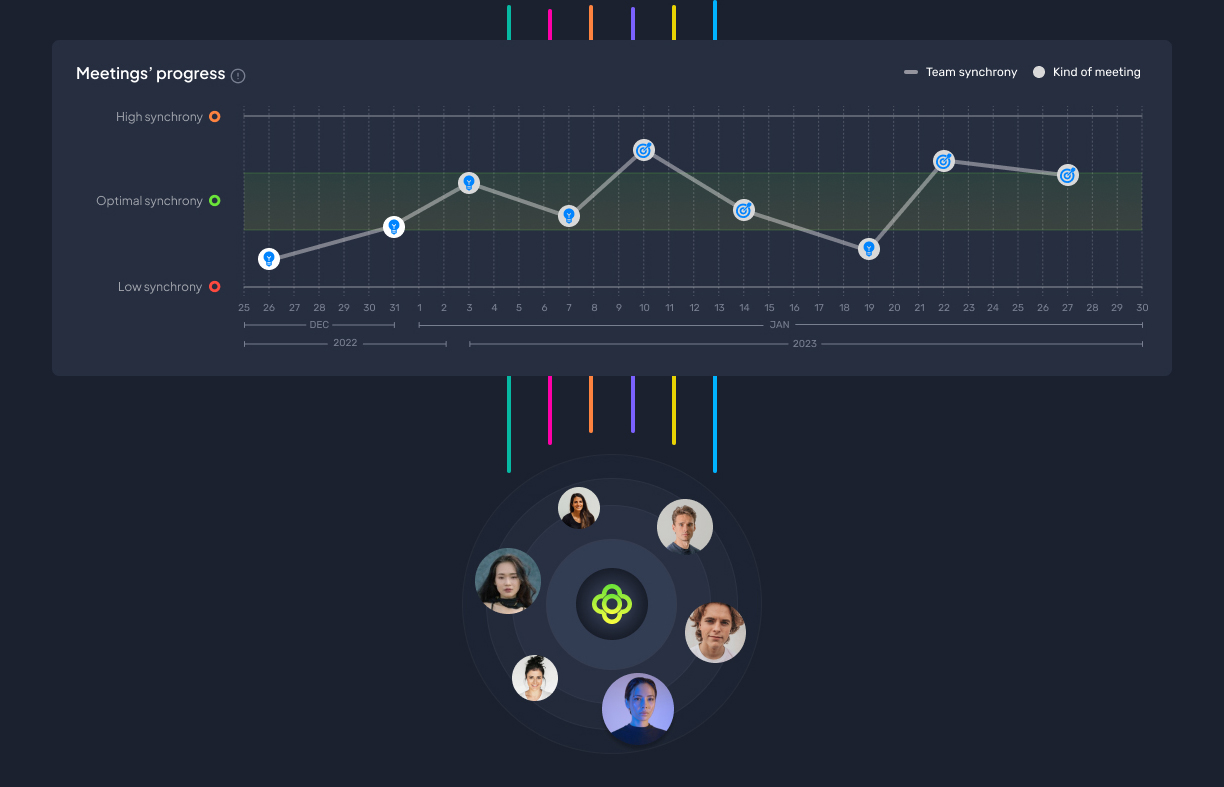 Meetings’ progress
Team synchrony
Kind of meeting
High synchrony
Optimal synchrony
Low synchrony
25 26 27 28 29 30 31 1 2 3 4 5 6 7 8 9 10 11 12 13 14 15 16 17 18 19 20 21 22 23 24 25 26 27 28 29 30
DEC JAN
2022 2023